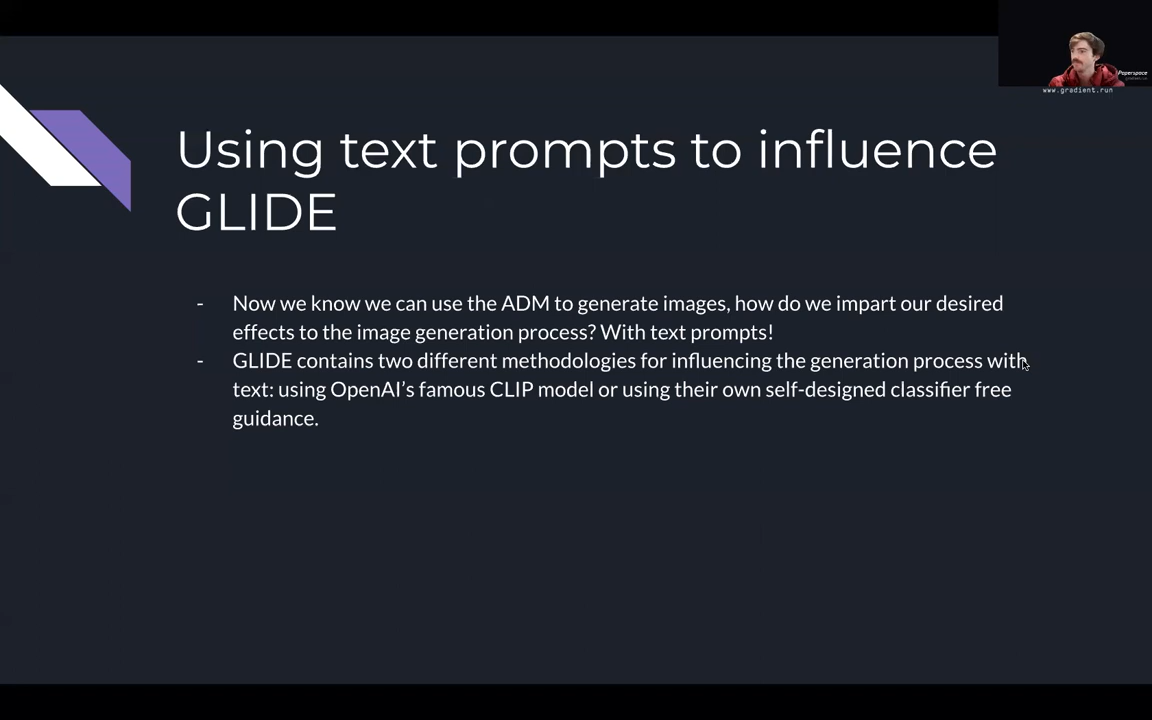 Paperspace
www.gradient.run
Using text prompts to influence
GLIDE
- Now we know we can use the ADM to generate images, how do we impart our desired
effects to the image generation process? With text prompts!
- GLIDE contains two different methodologies for influencing the generation process with
text: using OpenAI’s famous CLIP model or using their own self-designed classifier free
guidance.